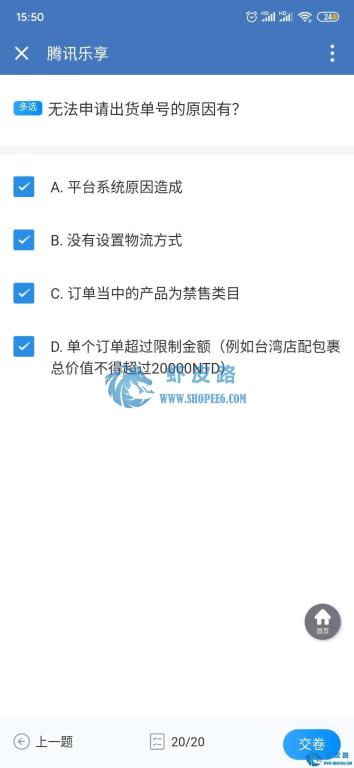 15:50
HD
HD
24
腾讯乐享
多选 无法申请出货单号的原因有?
A. 平台系统原因造成
B. 没有设置物流方式
C. 订单当中的产品为禁售类目
D. 单个订单超过限制金额（例如台湾店配包裹
总价值不得超过20000NTD）
虾皮路
WWW.SHOPEE6.COM
首页
上一题
20/20
交卷
虾皮路
WWW.SHOPEE6.COM